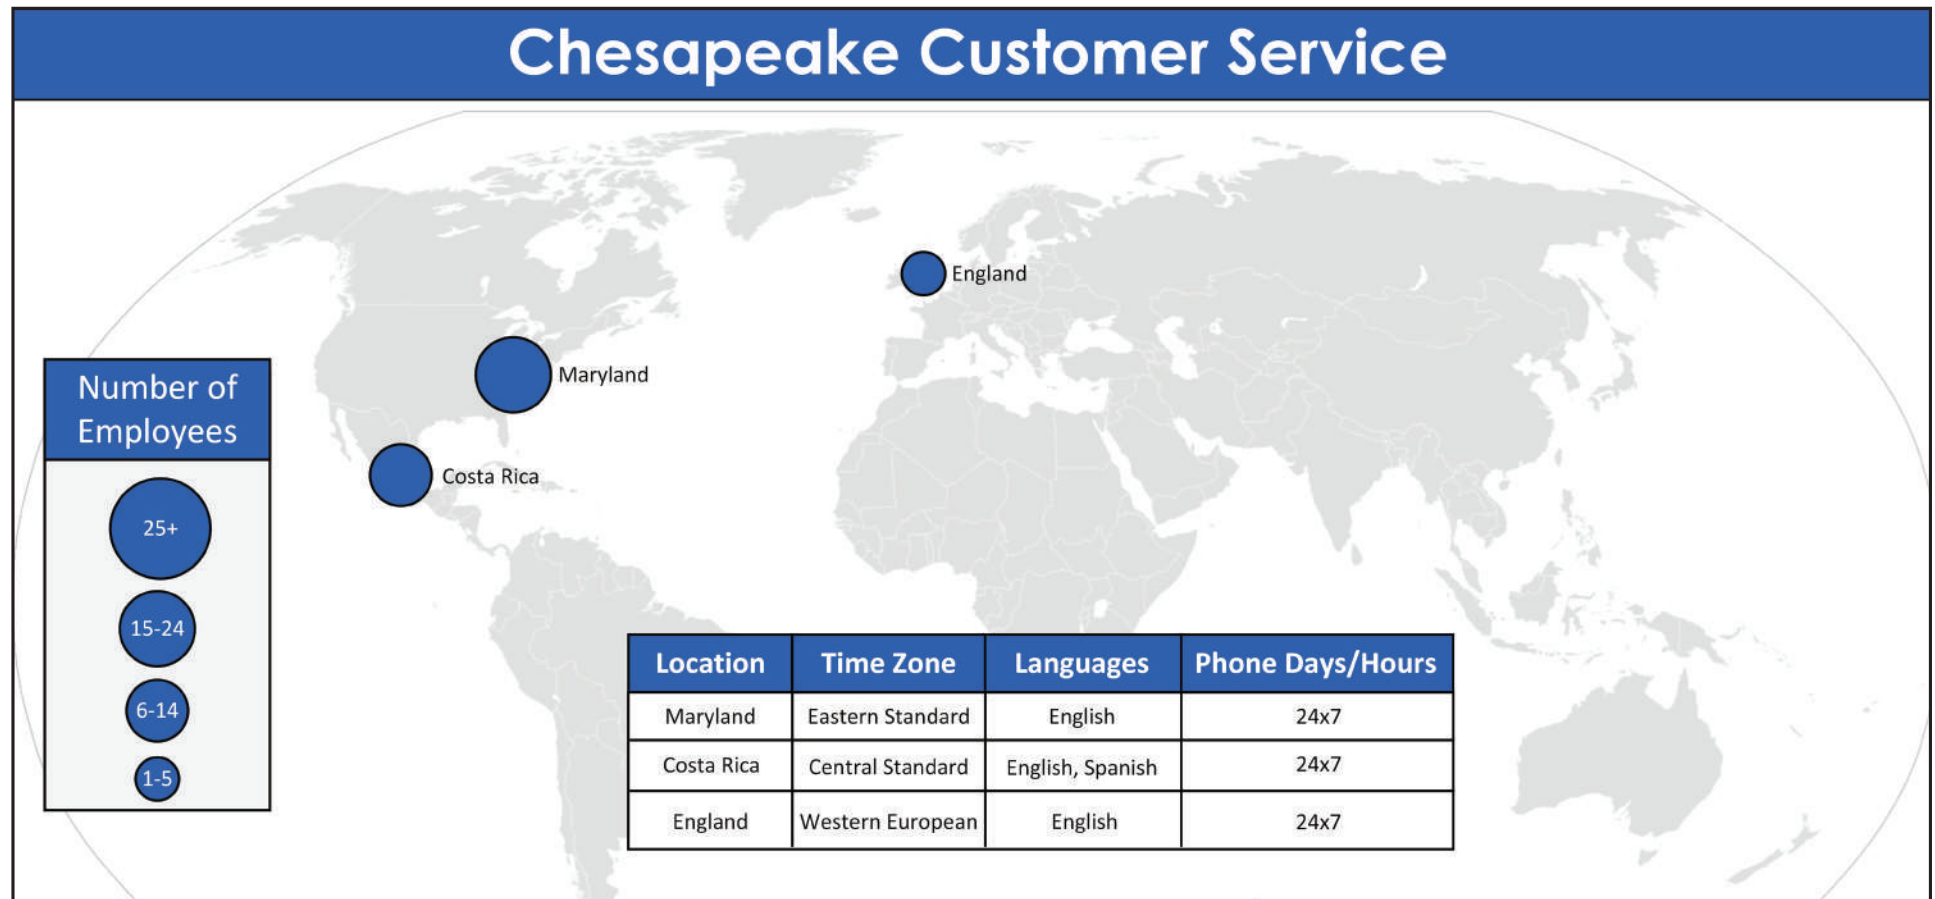 Chesapeake Customer Service
England
Maryland
Costa Rica
Number of
Employees
25+
15-24
6-14
1-5
Location Time Zone Languages Phone Days/Hours
Maryland Eastern Standard English 24x7
Costa Rica Central Standard English, Spanish 24x7
England Western European English 24x7